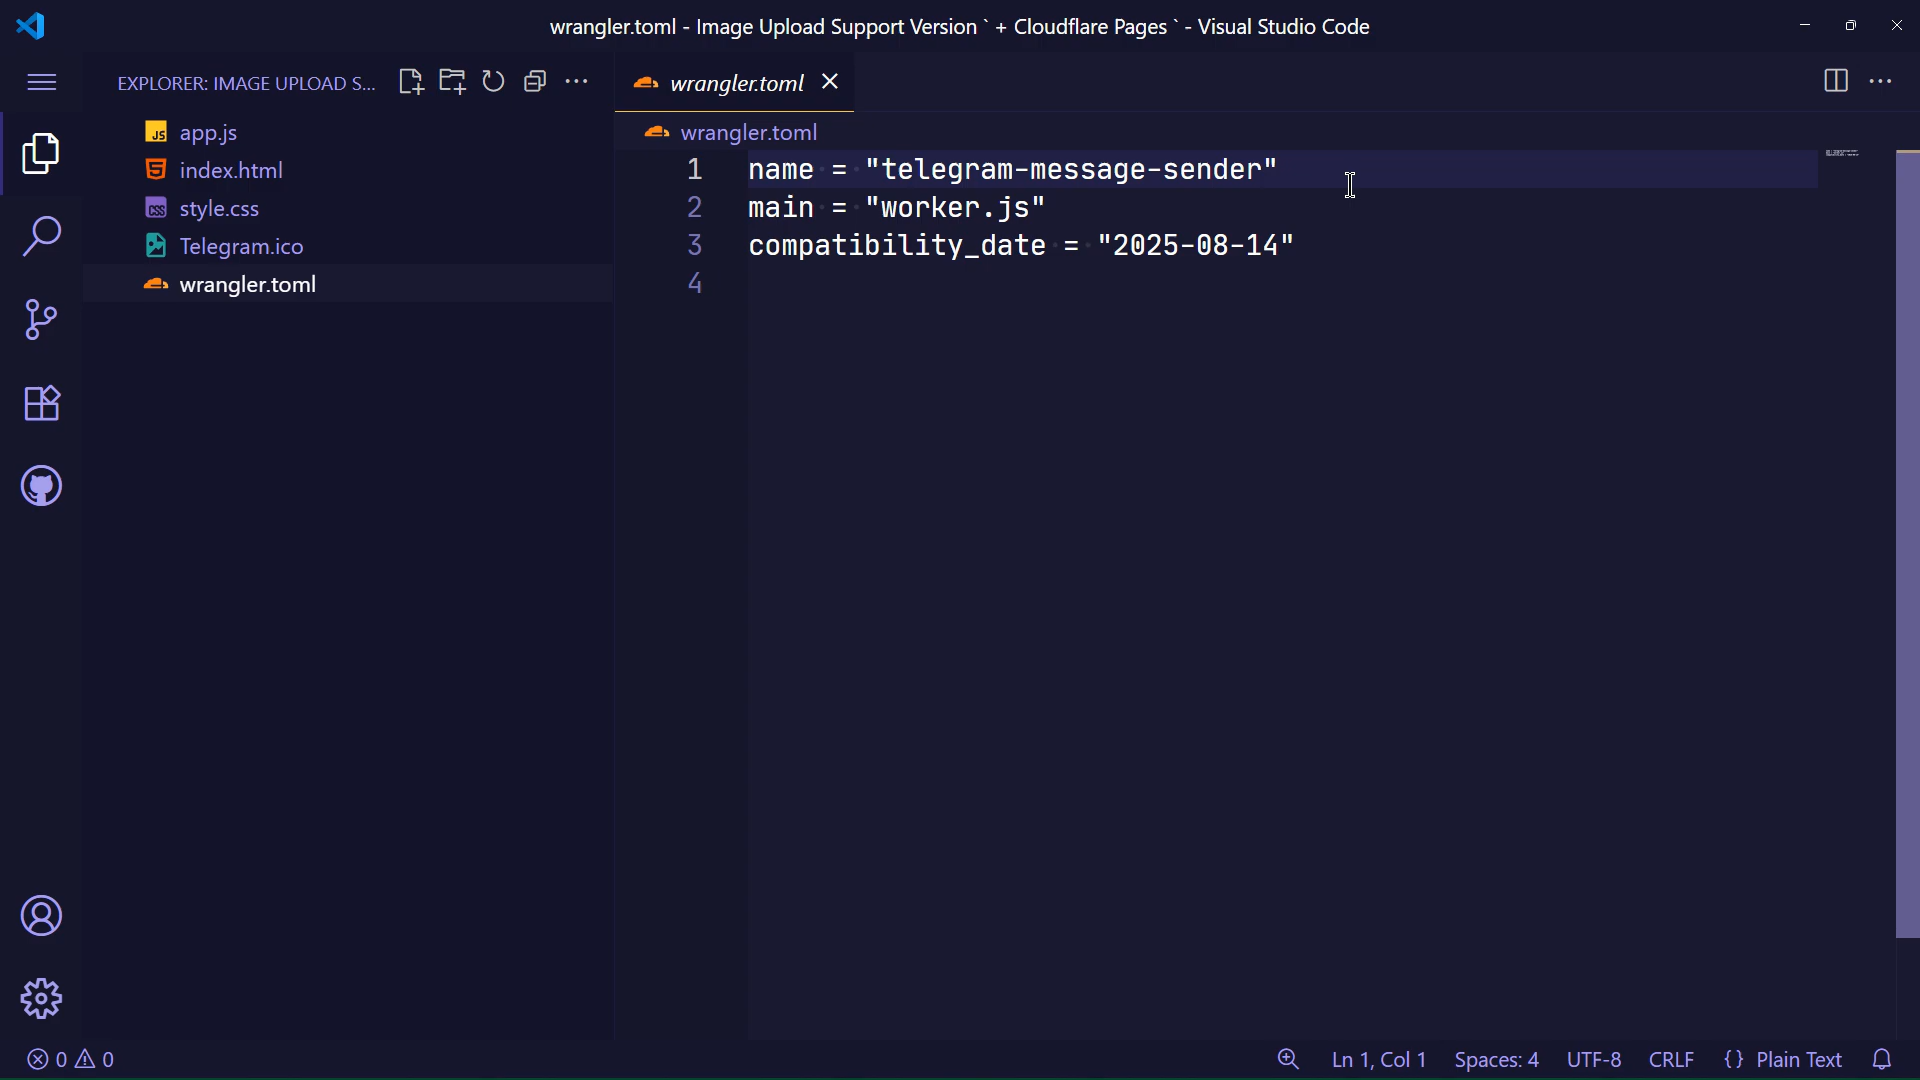 wrangler.toml - Image Upload Support Version ` + Cloudflare Pages ` - Visual Studio Code
EXPLORER: IMAGE UPLOAD S...
wrangler.toml
JS app.js
index.html
CSS style.css
Telegram.ico
wrangler.toml
wrangler.toml
1 name = "telegram-message-sender"
2 main = "worker.js"
3 compatibility_date = "2025-08-14"
4
0 0
Ln 1, Col 1 Spaces: 4 UTF-8 CRLF {} Plain Text